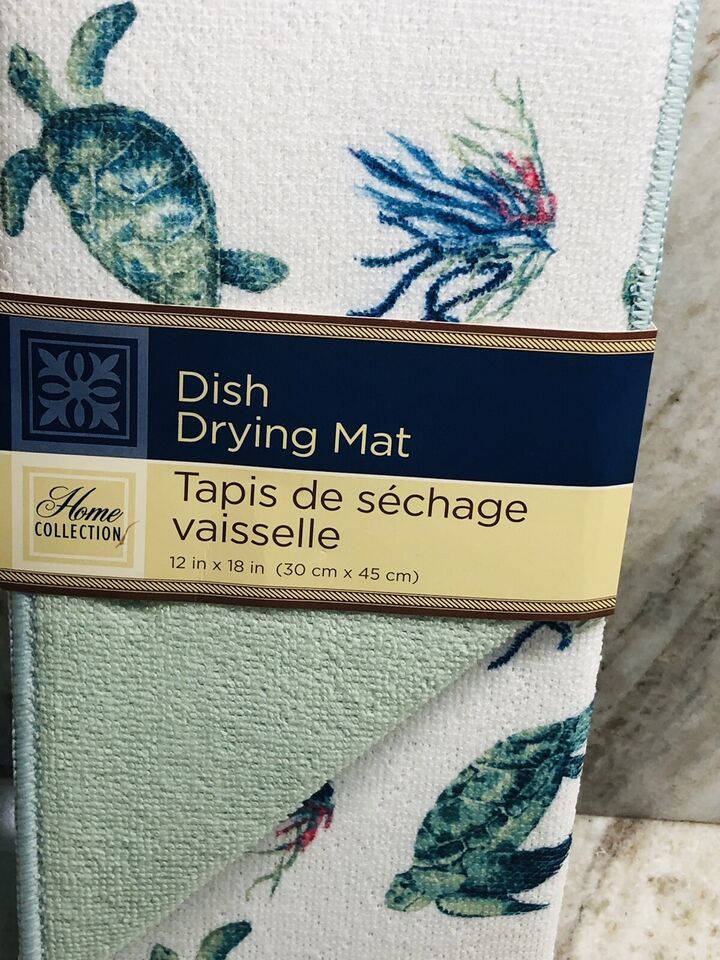 Dish
Drying Mat
Home
COLLECTION
Tapis de séchage
vaisselle
12 in x 18 in (30 cm x 45 cm)